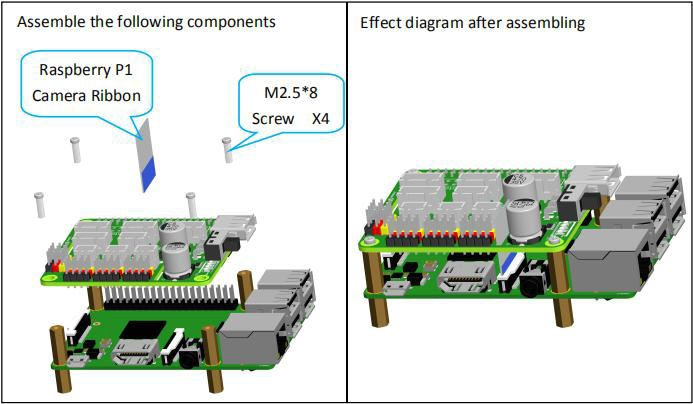 Assemble the following components
Raspberry P1
Camera Ribbon
M2.5*8
Screw X4
Effect diagram after assembling